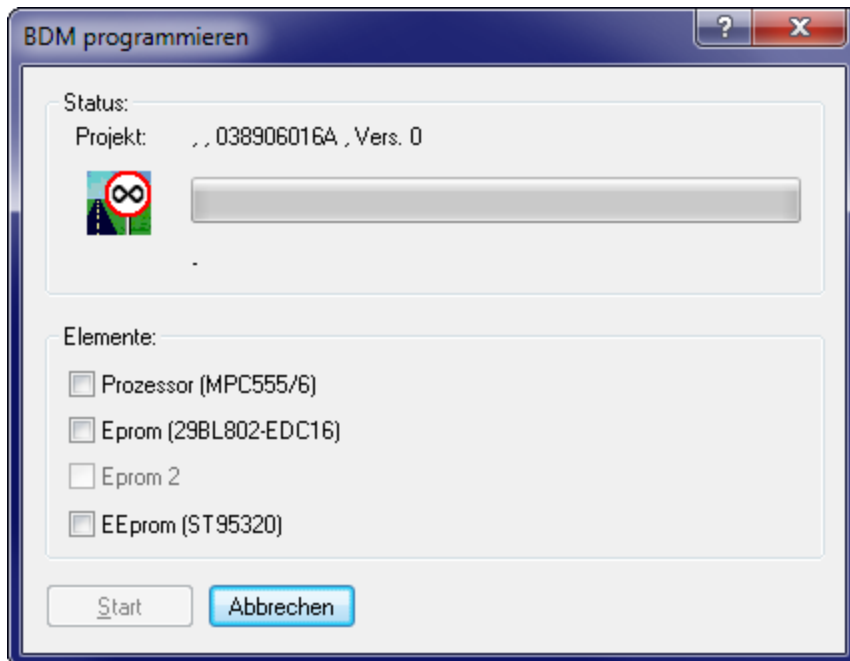 BDM programmieren
Status:
Projekt: , , 038906016A , Vers. 0
-
Elemente:
Prozessor (MPC555/6)
Eprom (29BL802-EDC16)
Eprom 2
EEprom (ST95320)
Start Abbrechen